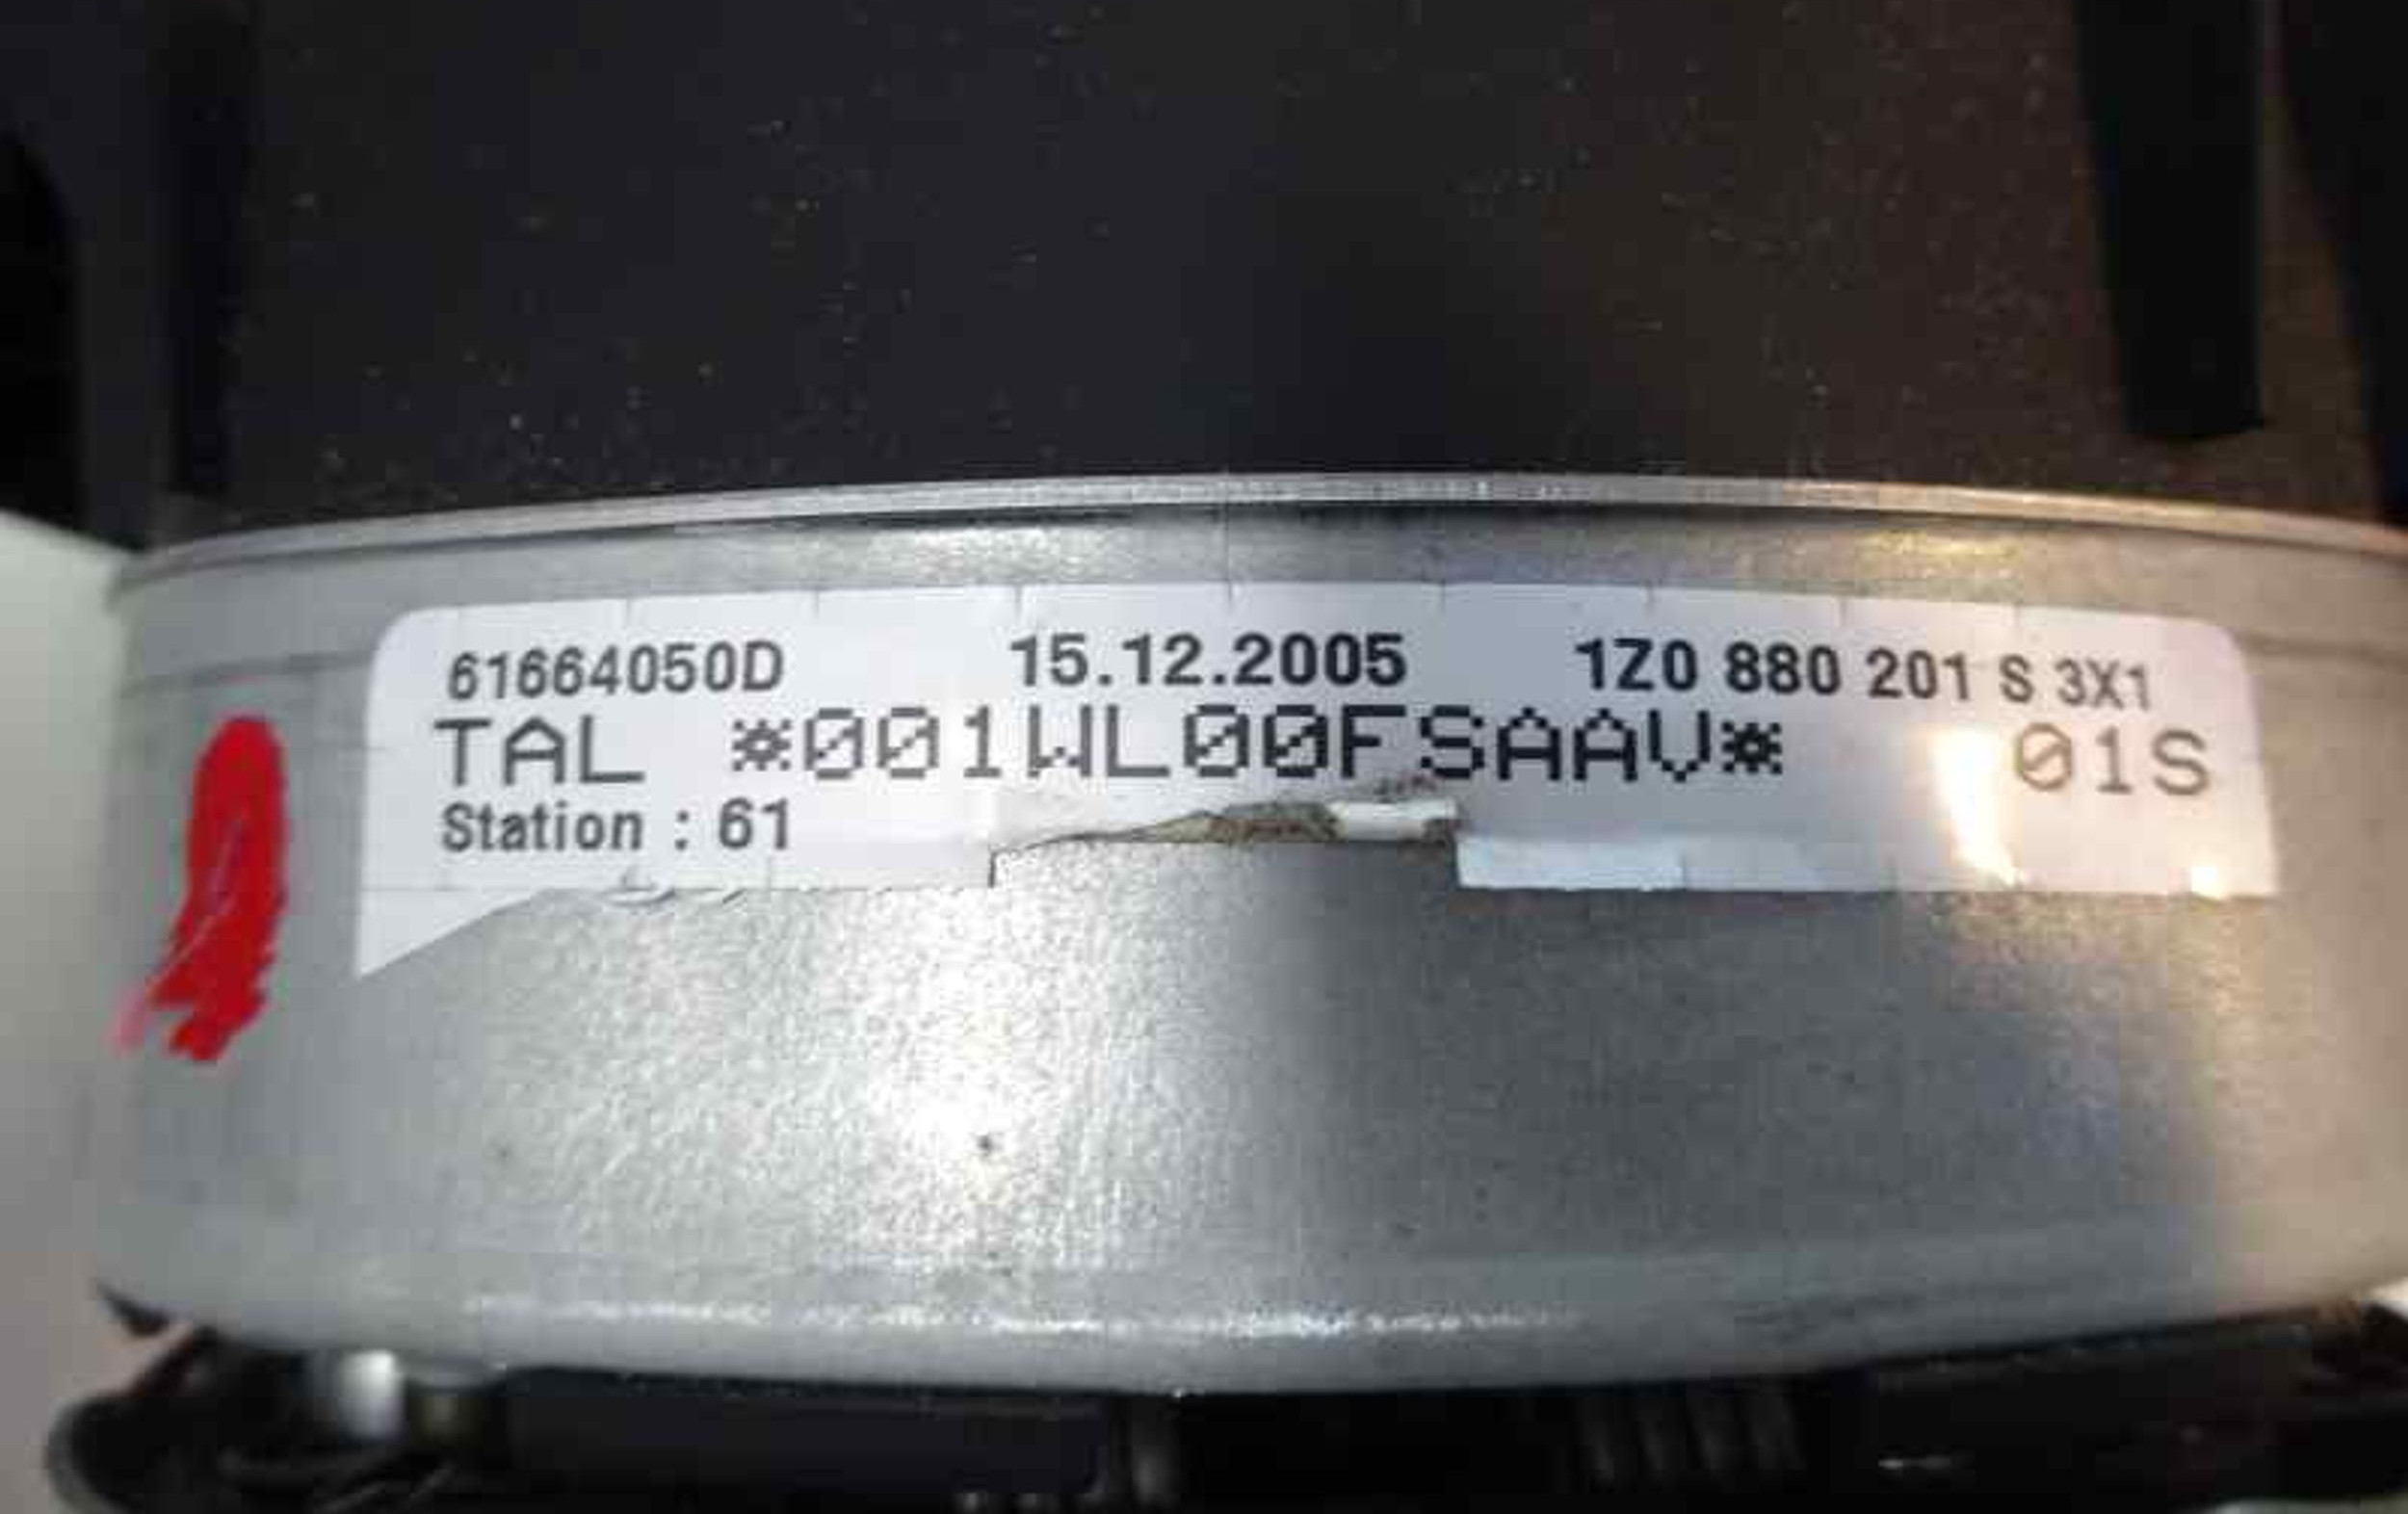 61664050D 15.12.2005 1Z0 880 201 S 3X1
TAL *001WL00FSAAV* 01S
Station : 61